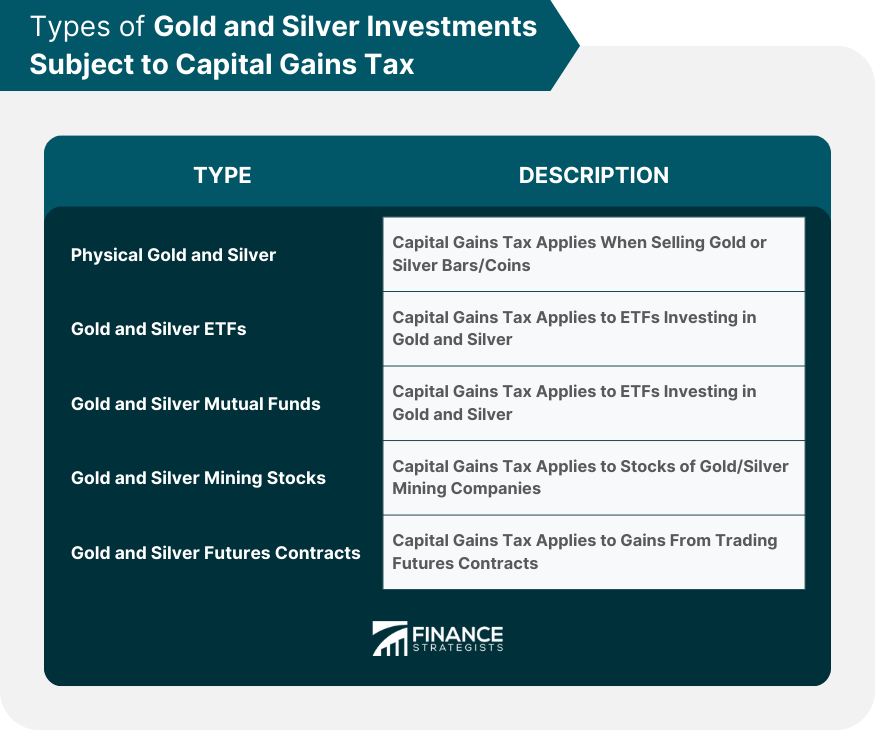 Types of Gold and Silver Investments
Subject to Capital Gains Tax
TYPE
DESCRIPTION
Physical Gold and Silver
Capital Gains Tax Applies When Selling Gold or
Silver Bars/Coins
Gold and Silver ETFs
Capital Gains Tax Applies to ETFs Investing in
Gold and Silver
Gold and Silver Mutual Funds
Capital Gains Tax Applies to ETFs Investing in
Gold and Silver
Gold and Silver Mining Stocks
Capital Gains Tax Applies to Stocks of Gold/Silver
Mining Companies
Gold and Silver Futures Contracts
Capital Gains Tax Applies to Gains From Trading
Futures Contracts
FINANCE
STRATEGISTS